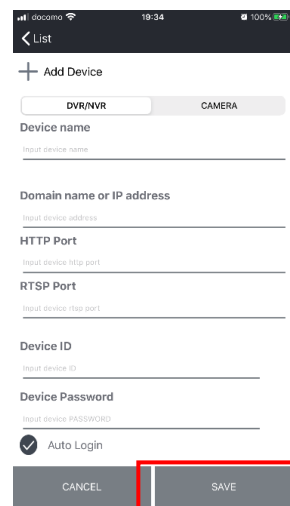 docomo 19:34 100%
List
Add Device
DVR/NVR CAMERA
Device name
Input device name
Domain name or IP address
Input device address
HTTP Port
Input device http port
RTSP Port
Input device rtsp port
Device ID
Input device ID
Device Password
Input device PASSWORD
Auto Login
CANCEL SAVE